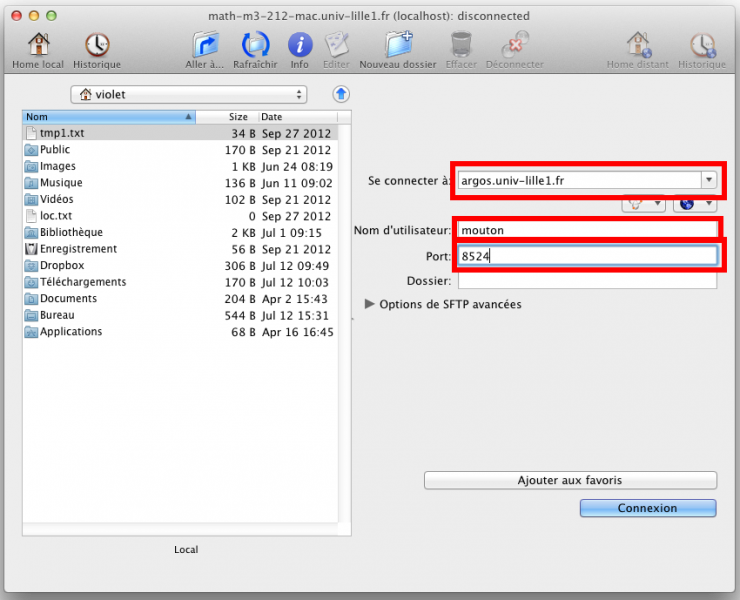 math-m3-212-mac.univ-lille1.fr (localhost): disconnected
Home local Historique Aller à... Rafraîchir Info Editer Nouveau dossier Effacer Déconnecter Home distant Historique
violet
Nom Size Date
tmp1.txt 34 B Sep 27 2012
Public 170 B Sep 21 2012
Images 1 KB Jun 24 08:19
Musique 136 B Jun 11 09:02
Vidéos 102 B Sep 21 2012
loc.txt 0 Sep 27 2012
Bibliothèque 2 KB Jul 1 09:15
Enregistrement 56 B Sep 21 2012
Dropbox 306 B Jul 12 09:49
Téléchargements 170 B Jul 12 10:03
Documents 204 B Apr 2 15:43
Bureau 544 B Jul 12 15:31
Applications 68 B Apr 16 16:45
Local
Se connecter à: argos.univ-lille1.fr
Nom d'utilisateur: mouton
Port: 8524
Dossier:
Options de SFTP avancées
Ajouter aux favoris
Connexion